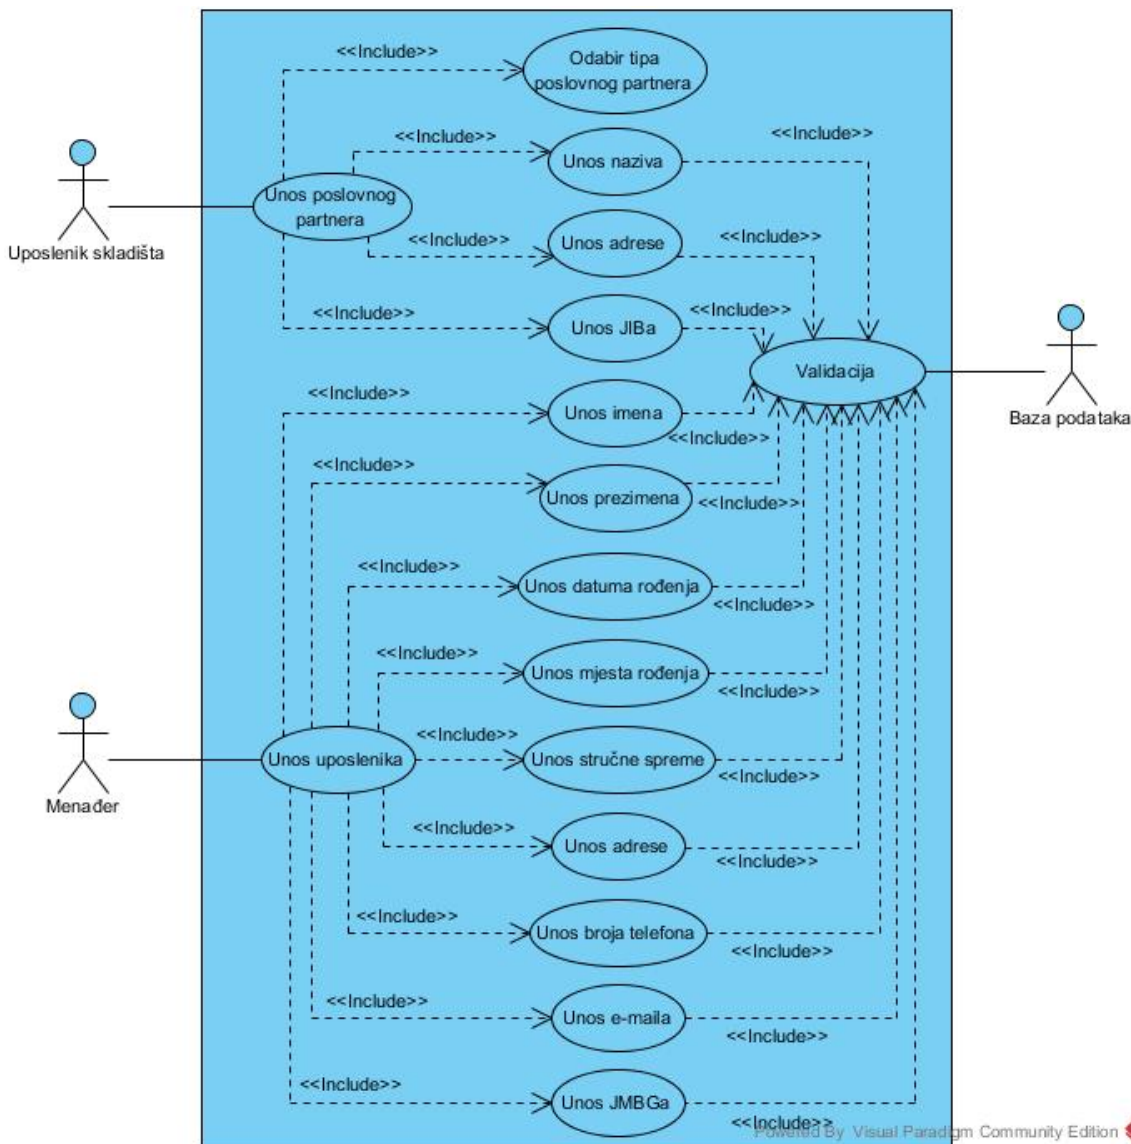 <<Include>>
Odabir tipa
poslovnog partnera
<<Include>>
<<Include>>
Unos naziva
Unos poslovnog
partnera
Uposlenik skladišta
<<Include>>
Unos adrese
<<Include>>
<<Include>>
Unos JIBa
<<Include>>
Validacija
Baza podataka
<<Include>>
Unos imena
<<Include>>
<<Include>>
Unos prezimena
<<Include>>
<<Include>>
Unos datuma rođenja
<<Include>>
<<Include>>
Unos mjesta rođenja
<<Include>>
Menađer
Unos uposlenika
<<Include>>
Unos stručne spreme
<<Include>>
<<Include>>
Unos adrese
<<Include>>
<<Include>>
Unos broja telefona
<<Include>>
<<Include>>
Unos e-maila
<<Include>>
<<Include>>
Unos JMBGa
<<Include>>
Powered By Visual Paradigm Community Edition